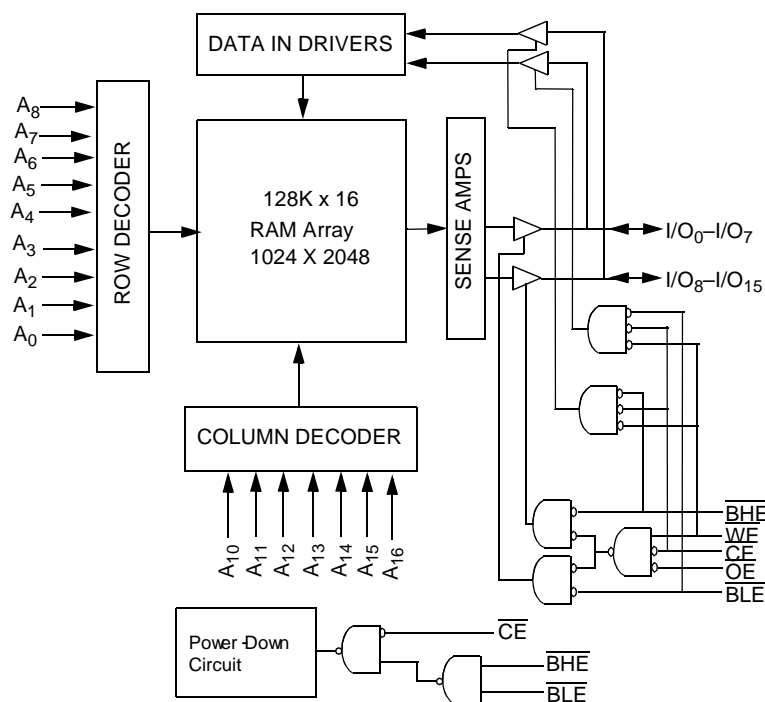 DATA IN DRIVERS
A8
A7
A6
A5
A4
A3
A2
A1
A0
ROW DECODER
128K x 16
RAM Array
1024 X 2048
SENSE AMPS
I/O0–I/O7
I/O8–I/O15
COLUMN DECODER
A10
A11
A12
A13
A14
A15
A16
BHE
WE
CE
OE
BLE
Power-Down
Circuit
CE
BHE
BLE